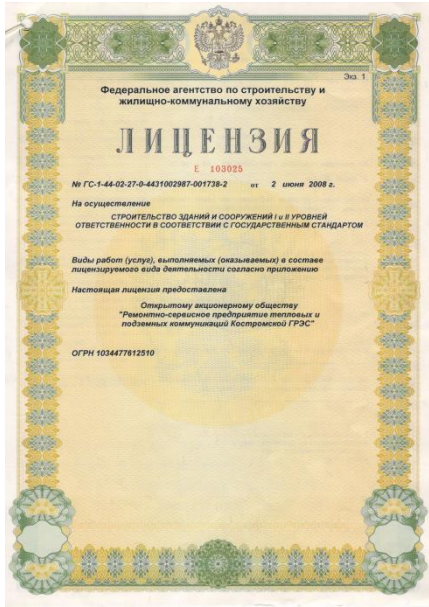 Экз. 1
Федеральное агентство по строительству и
жилищно-коммунальному хозяйству
ЛИЦЕНЗИЯ
Е 103025
№ ГС-1-44-02-27-0-4431002987-001738-2 от 2 июня 2008 г.
На осуществление
СТРОИТЕЛЬСТВО ЗДАНИЙ И СООРУЖЕНИЙ I и II УРОВНЕЙ
ОТВЕТСТВЕННОСТИ В СООТВЕТСТВИИ С ГОСУДАРСТВЕННЫМ СТАНДАРТОМ
Виды работ (услуг), выполняемых (оказываемых) в составе
лицензируемого вида деятельности согласно приложению
Настоящая лицензия предоставлена
Открытому акционерному обществу
"Ремонтно-сервисное предприятие тепловых и
подземных коммуникаций Костромской ГРЭС"
ОГРН 1034477612510